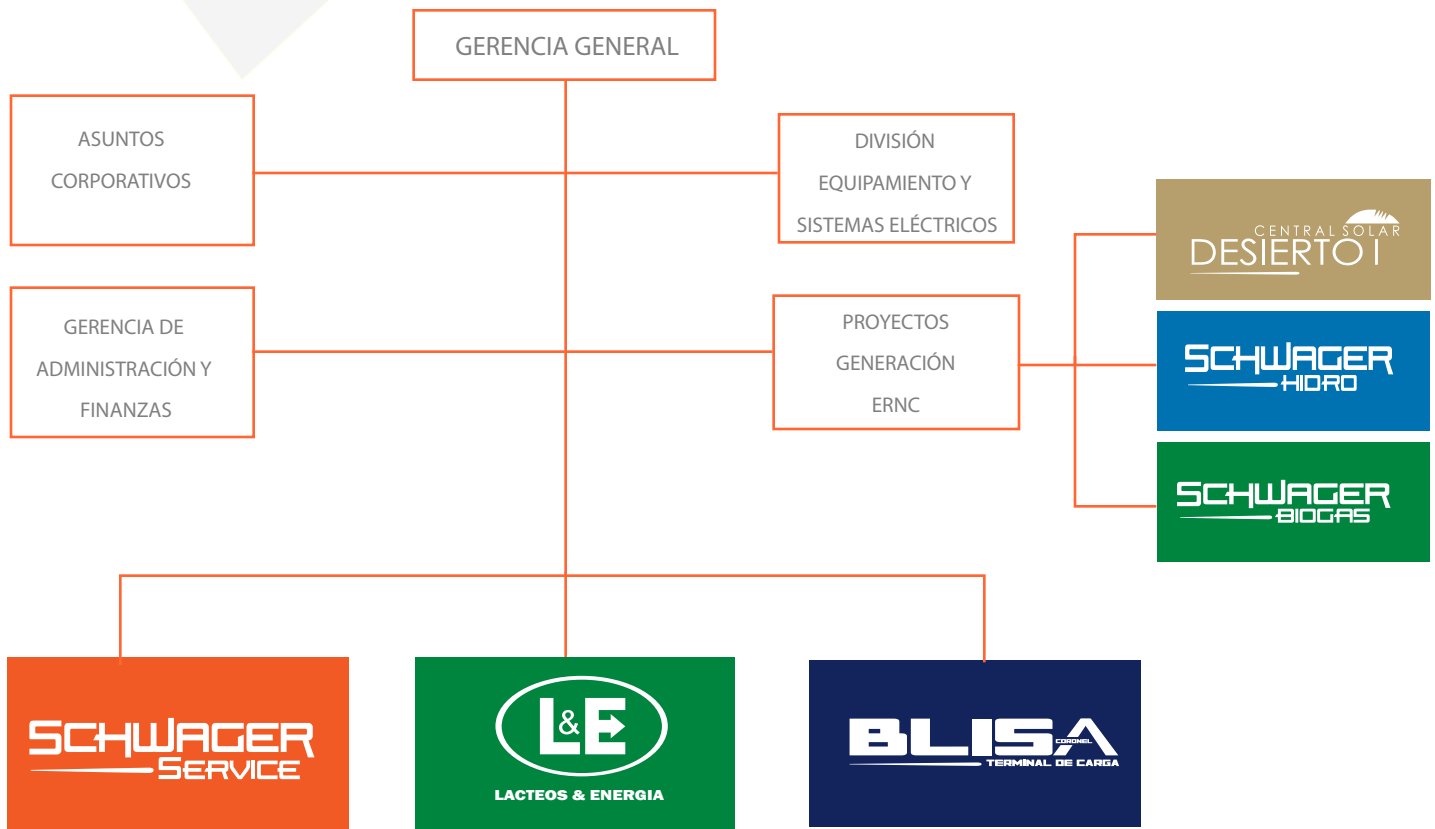 GERENCIA GENERAL
ASUNTOS
CORPORATIVOS
DIVISIÓN
EQUIPAMIENTO Y
SISTEMAS ELÉCTRICOS
GERENCIA DE
ADMINISTRACIÓN Y
FINANZAS
PROYECTOS
GENERACIÓN
ERNC
CENTRAL SOLAR
DESIERTO I
SCHWAGER
HIDRO
SCHWAGER
BIOGAS
SCHWAGER
SERVICE
L&E
LACTEOS & ENERGIA
BLISA
CORONEL
TERMINAL DE CARGA